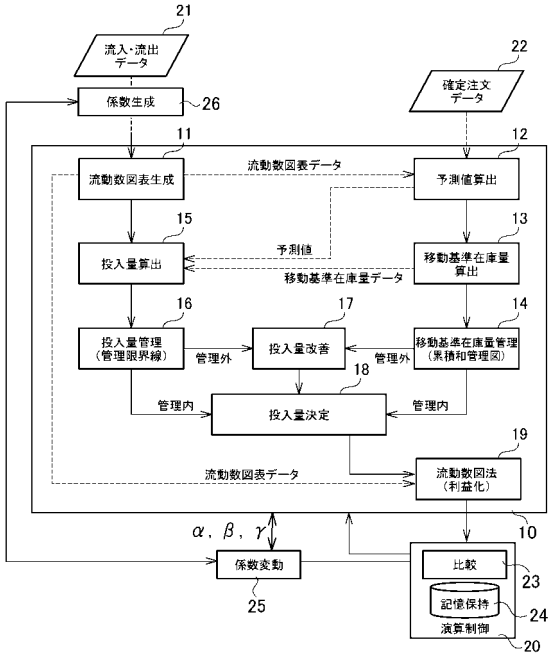 21
流入・流出
データ
22
確定注文
データ
係数生成
26
11
流動数図表データ
12
流動数図表生成
予測値算出
15
予測値
13
投入量算出
移動基準在庫量
算出
移動基準在庫量データ
16
17
14
投入量管理
(管理限界線)
投入量改善
移動基準在庫量管理
(累積和管理図)
管理外
管理外
18
管理内
投入量決定
管理内
19
流動数図表データ
流動数図法
(利益化)
10
α, β, γ
係数変動
25
比較
23
記憶保持
24
演算制御
20